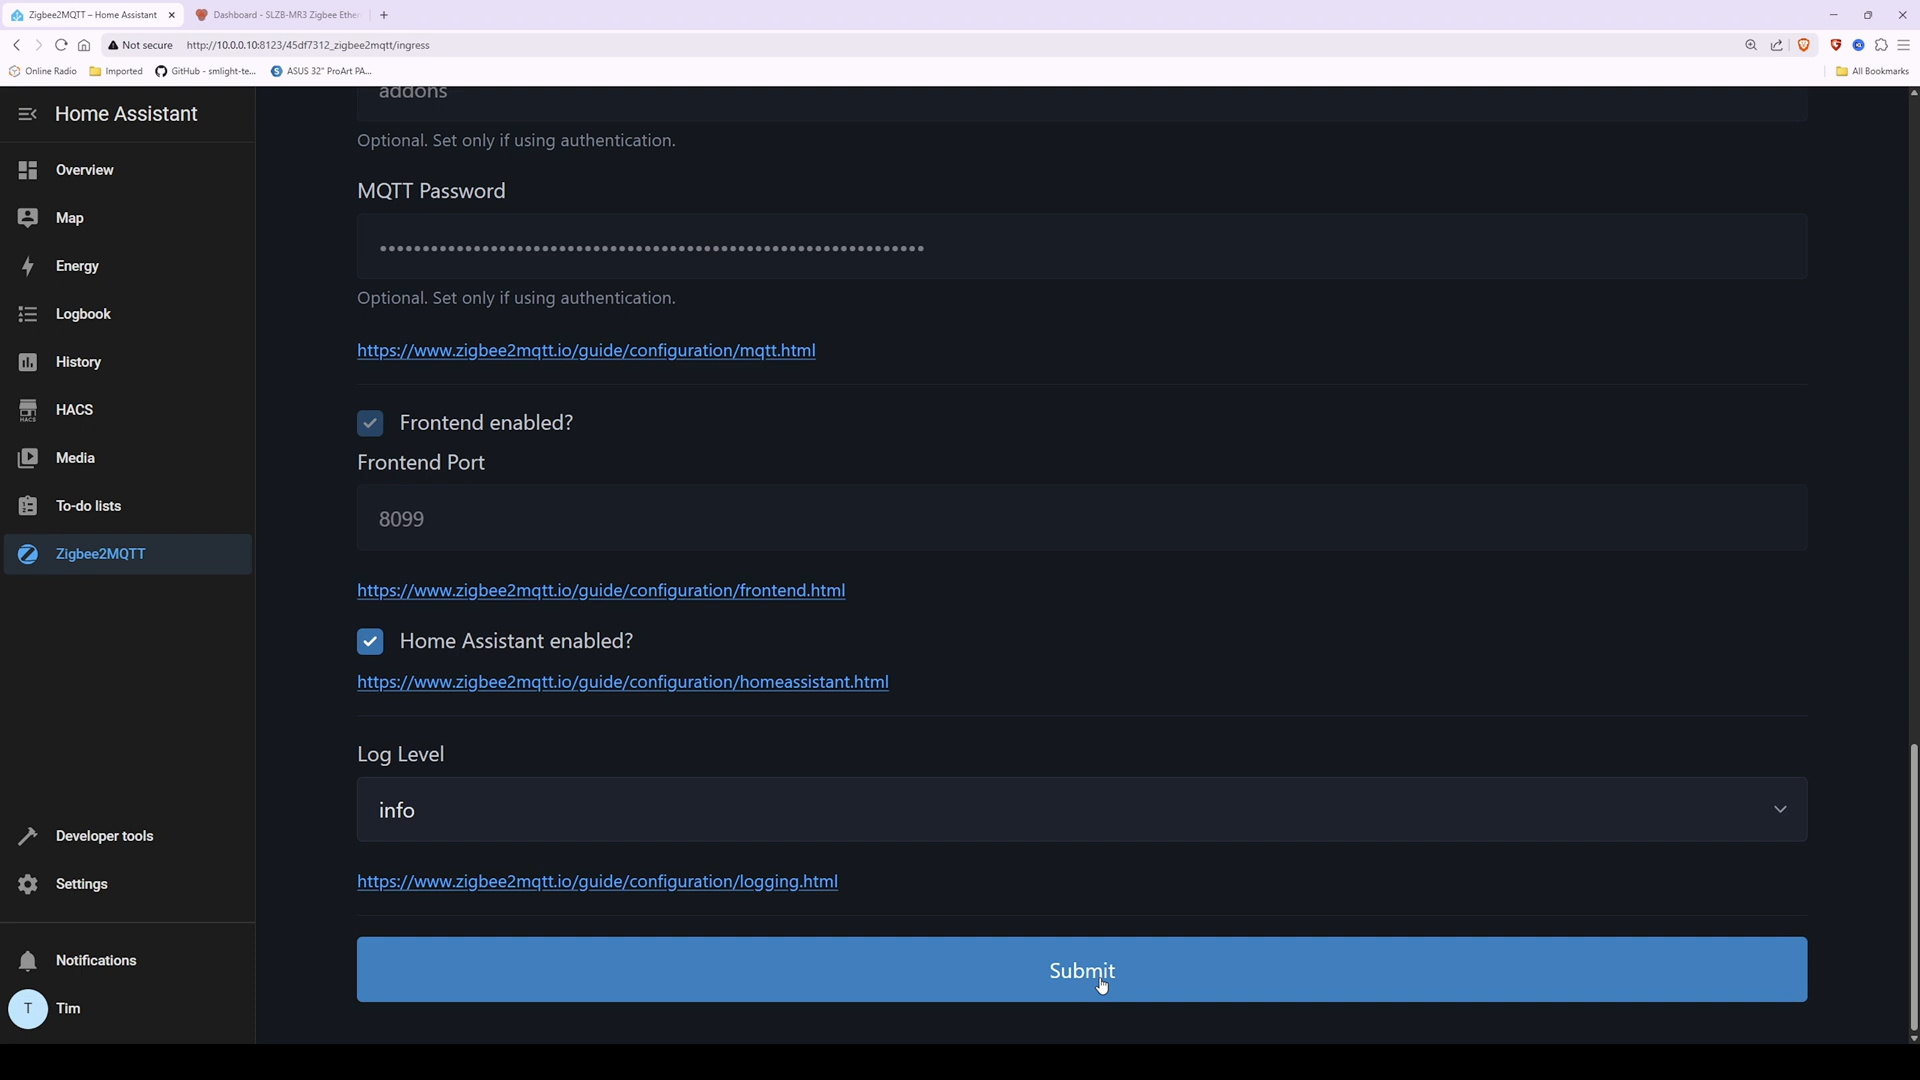 Zigbee2MQTT – Home Assistant
Dashboard - SLZB-MR3 Zigbee Ether
Not secure
http://10.0.0.10:8123/45df7312_zigbee2mqtt/ingress
Online Radio
Imported
GitHub - smlight-te...
ASUS 32" ProArt PA...
All Bookmarks
Home Assistant
Overview
Map
Energy
Logbook
History
HACS
HACS
Media
To-do lists
Zigbee2MQTT
Developer tools
Settings
Notifications
T
Tim
addons
Optional. Set only if using authentication.
MQTT Password
Optional. Set only if using authentication.
https://www.zigbee2mqtt.io/guide/configuration/mqtt.html
Frontend enabled?
Frontend Port
8099
https://www.zigbee2mqtt.io/guide/configuration/frontend.html
Home Assistant enabled?
https://www.zigbee2mqtt.io/guide/configuration/homeassistant.html
Log Level
info
https://www.zigbee2mqtt.io/guide/configuration/logging.html
Submit